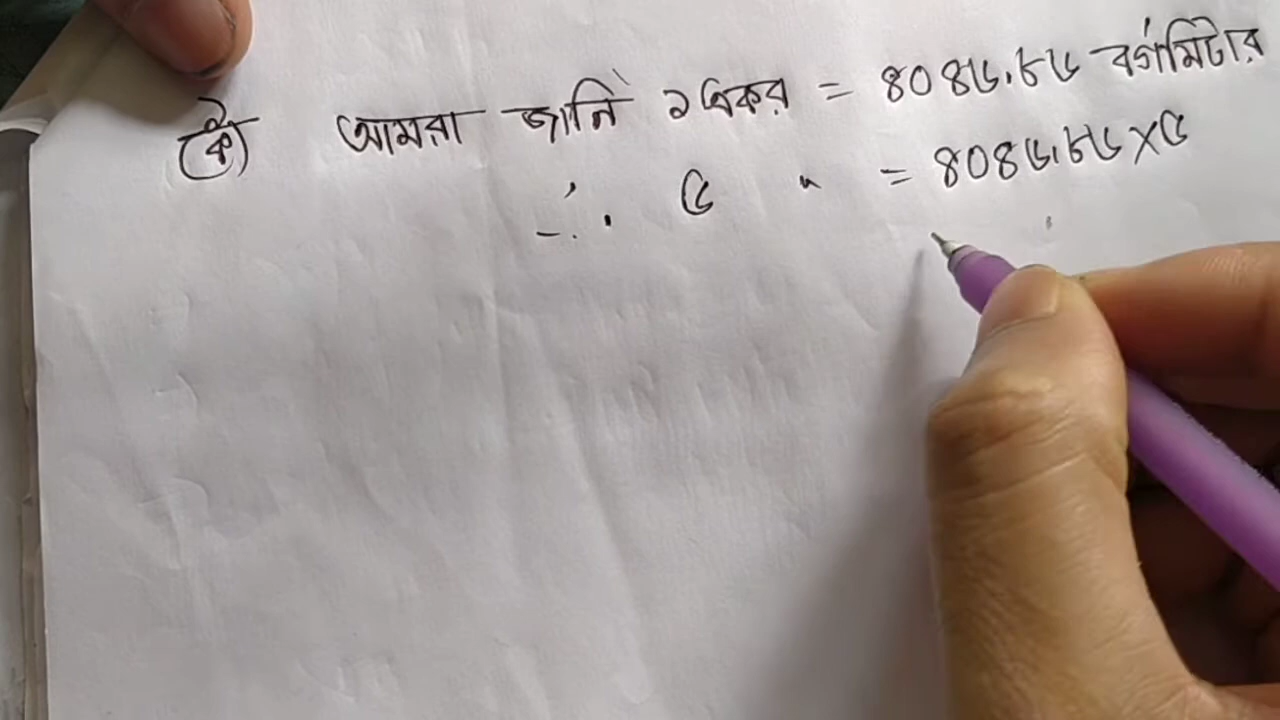 (ক) আমরা জানি ১ একর = ৪০৪৬.৮৬ বর্গমিটার
∴ ৫ " = ৪০৪৬.৮৬×৫